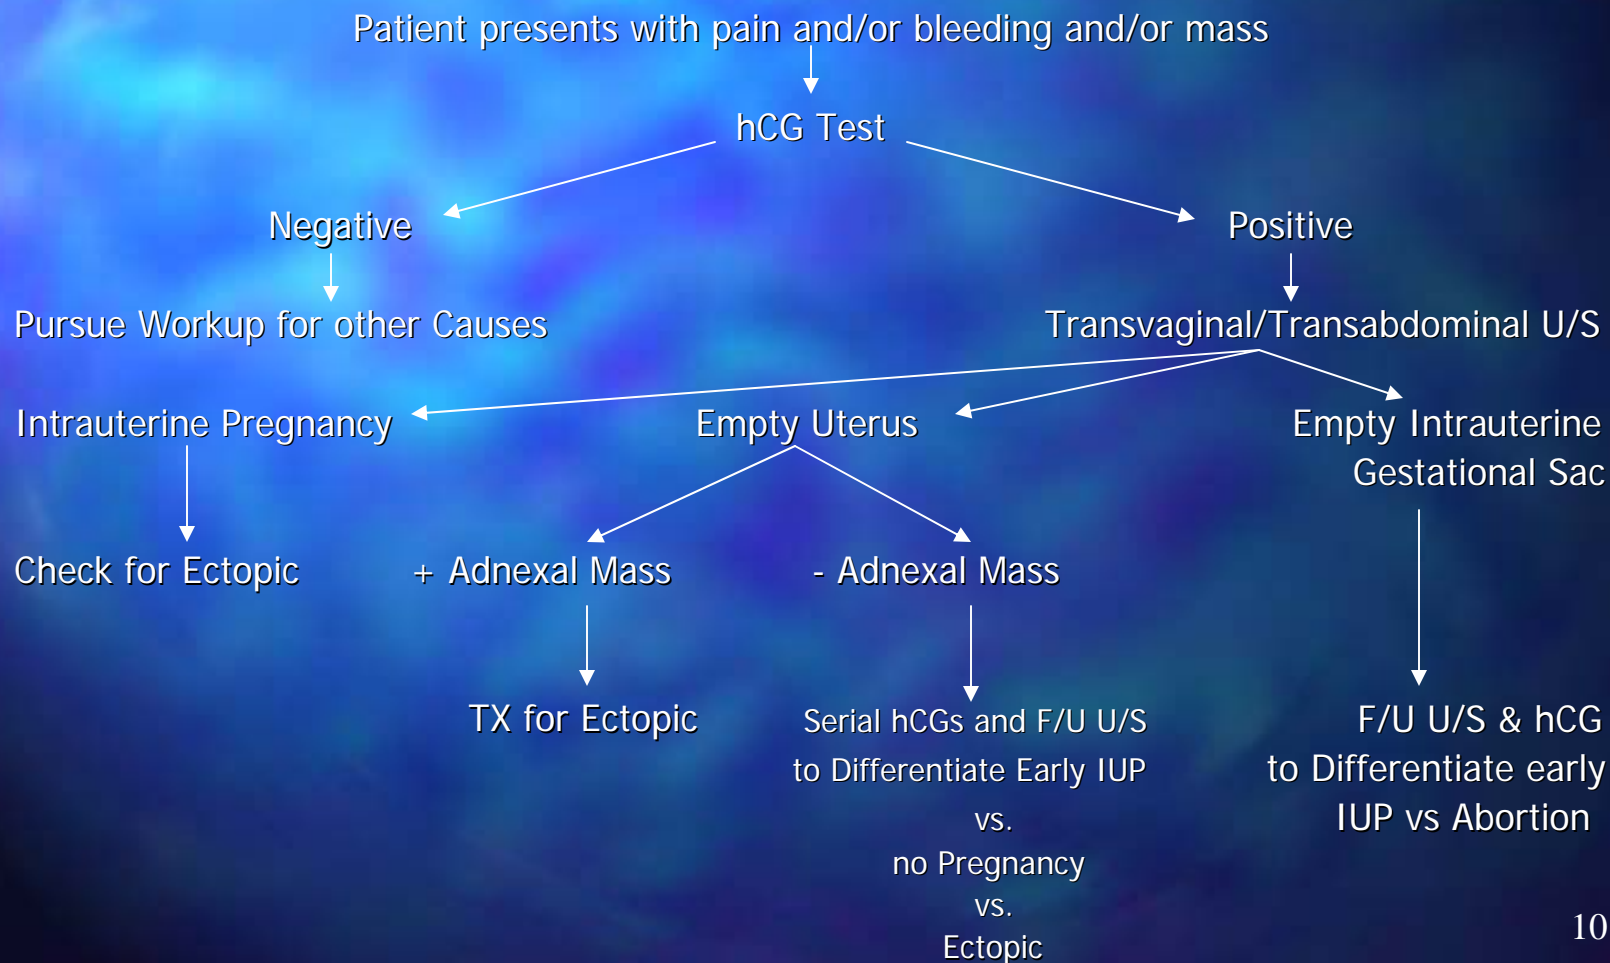 Patient presents with pain and/or bleeding and/or mass
hCG Test
Negative
Positive
Pursue Workup for other Causes
Transvaginal/Transabdominal U/S
Intrauterine Pregnancy
Empty Uterus
Empty Intrauterine
Gestational Sac
Check for Ectopic
+ Adnexal Mass
- Adnexal Mass
TX for Ectopic
Serial hCGs and F/U U/S
to Differentiate Early IUP
vs.
no Pregnancy
vs.
Ectopic
F/U U/S & hCG
to Differentiate early
IUP vs Abortion
10